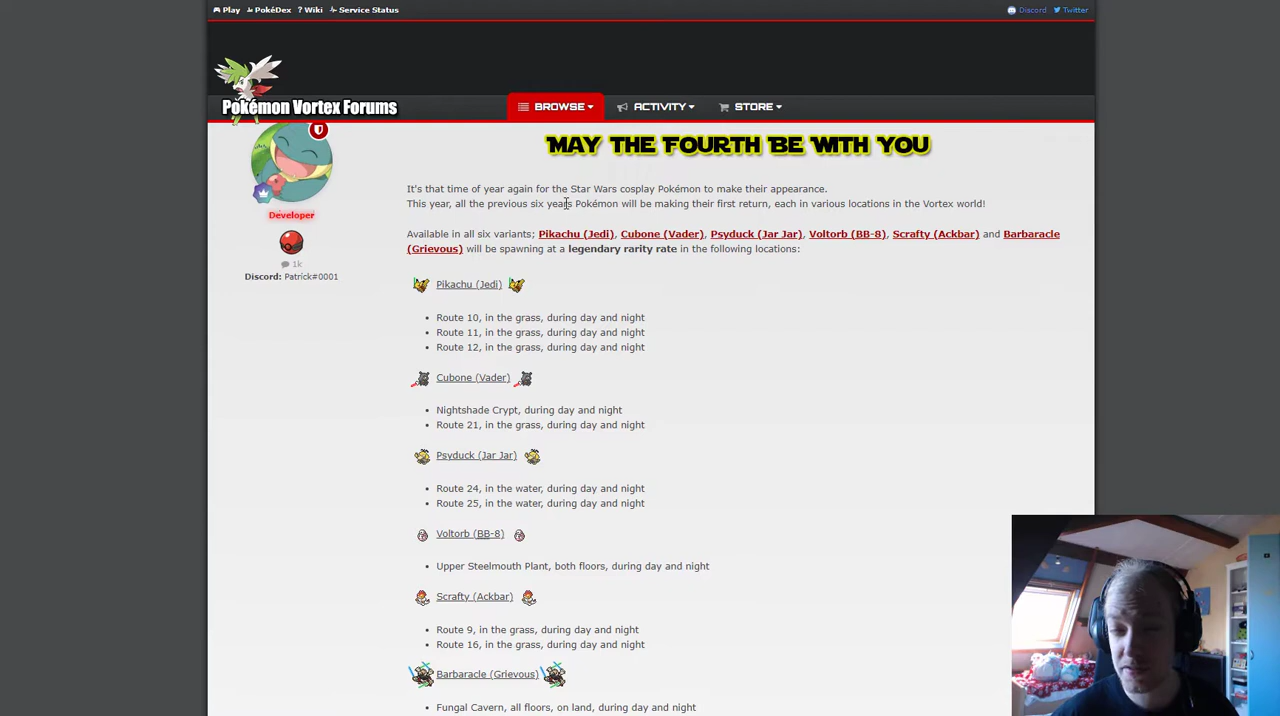 Play PokéDex Wiki Service Status
Discord Twitter
Pokémon Vortex Forums
BROWSE ACTIVITY STORE
MAY THE FOURTH BE WITH YOU
It's that time of year again for the Star Wars cosplay Pokémon to make their appearance.
This year, all the previous six years Pokémon will be making their first return, each in various locations in the Vortex world!
Developer
1k
Discord: Patrick#0001
Available in all six variants; Pikachu (Jedi), Cubone (Vader), Psyduck (Jar Jar), Voltorb (BB-8), Scrafty (Ackbar) and Barbaracle
(Grievous) will be spawning at a legendary rarity rate in the following locations:
Pikachu (Jedi)
• Route 10, in the grass, during day and night
• Route 11, in the grass, during day and night
• Route 12, in the grass, during day and night
Cubone (Vader)
• Nightshade Crypt, during day and night
• Route 21, in the grass, during day and night
Psyduck (Jar Jar)
• Route 24, in the water, during day and night
• Route 25, in the water, during day and night
Voltorb (BB-8)
• Upper Steelmouth Plant, both floors, during day and night
Scrafty (Ackbar)
• Route 9, in the grass, during day and night
• Route 16, in the grass, during day and night
Barbaracle (Grievous)
• Fungal Cavern, all floors, on land, during day and night